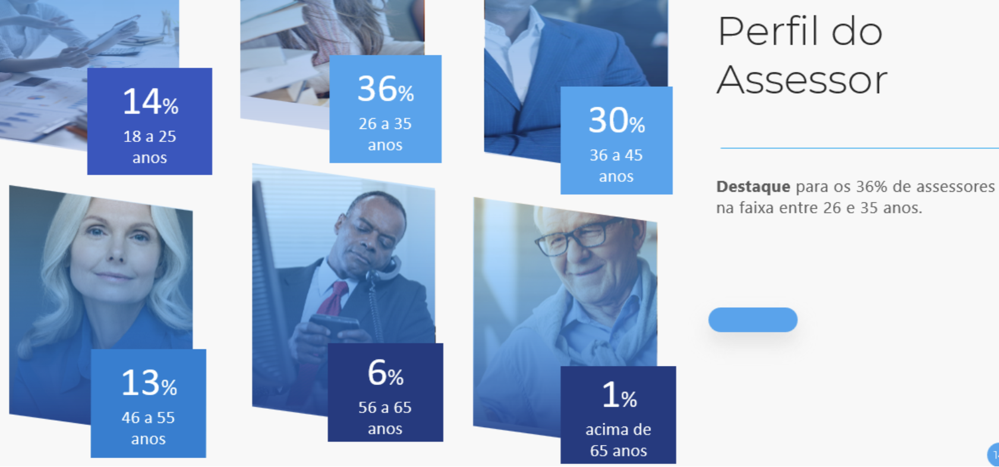 Perfil do
Assessor
Destaque para os 36% de assessores
na faixa entre 26 e 35 anos.
14%
18 a 25
anos
36%
26 a 35
anos
30%
36 a 45
anos
13%
46 a 55
anos
6%
56 a 65
anos
1%
acima de
65 anos